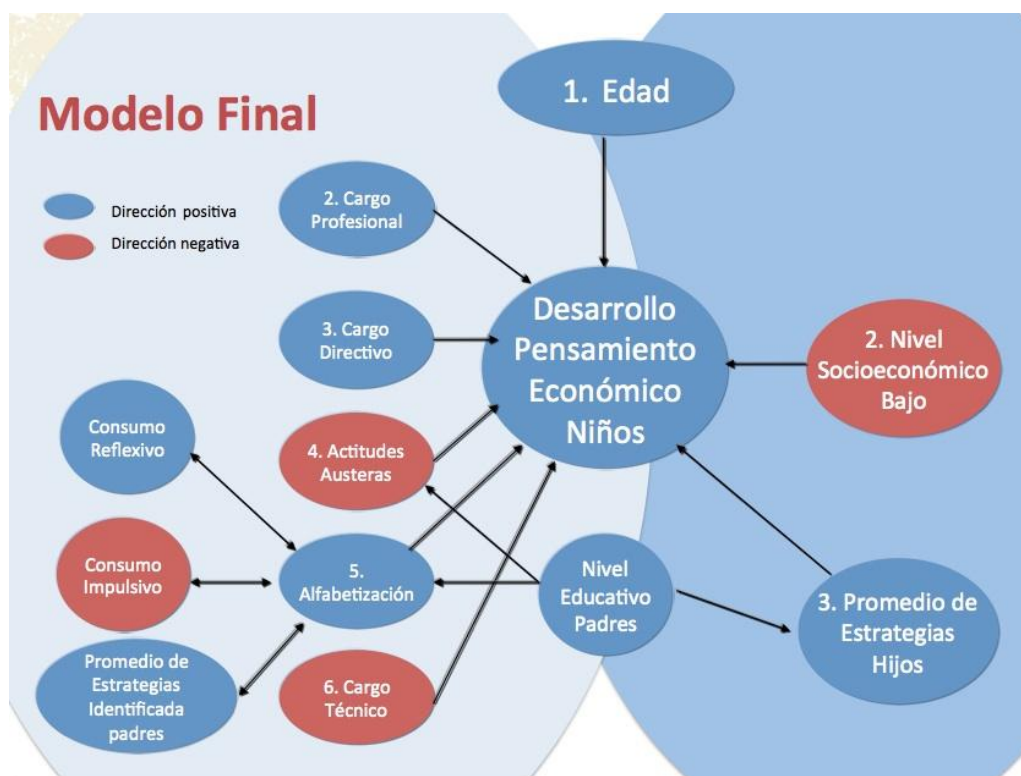 Modelo Final
Dirección positiva
Dirección negativa
1. Edad
2. Cargo
Profesional
3. Cargo
Directivo
Desarrollo
Pensamiento
Económico
Niños
2. Nivel
Socioeconómico
Bajo
Consumo
Reflexivo
4. Actitudes
Austeras
Consumo
Impulsivo
5.
Alfabetización
Nivel
Educativo
Padres
3. Promedio de
Estrategias
Hijos
Promedio de
Estrategias
Identificada
padres
6. Cargo
Técnico